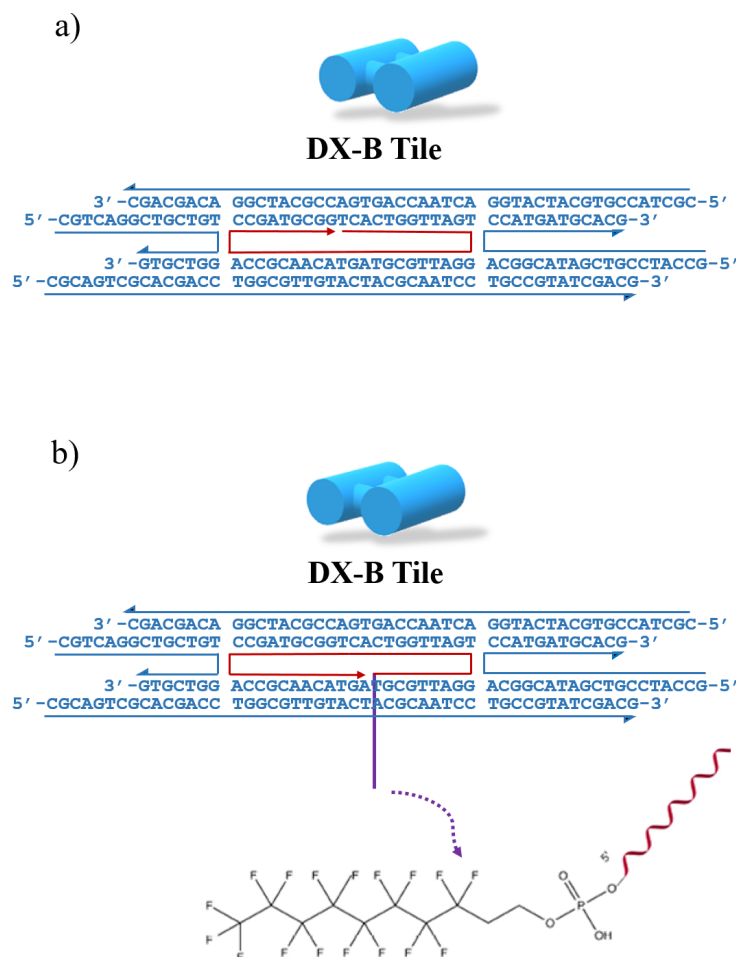 a)
DX-B Tile
3′-CGACGACA GGCTACGCCAGTGACCAATCA GGTACTACGTGCCATCGC-5′
5′-CGTCAGGCTGCTGT CCGATGCGGTCACTGGTTAGT CCATGATGCACG-3′
3′-GTGCTGG ACCGCAACATGATGCGTTAGG ACGGCATAGCTGCCTACCG-5′
5′-CGCAGTCGCACGACC TGGCGTTGTACTACGCAATCC TGCCGTATCGACG-3′
b)
DX-B Tile
3′-CGACGACA GGCTACGCCAGTGACCAATCA GGTACTACGTGCCATCGC-5′
5′-CGTCAGGCTGCTGT CCGATGCGGTCACTGGTTAGT CCATGATGCACG-3′
3′-GTGCTGG ACCGCAACATGATGCGTTAGG ACGGCATAGCTGCCTACCG-5′
5′-CGCAGTCGCACGACC TGGCGTTGTACTACGCAATCC TGCCGTATCGACG-3′
5'
F F F F F F F F O O
F P
F F F F F F F F O OH